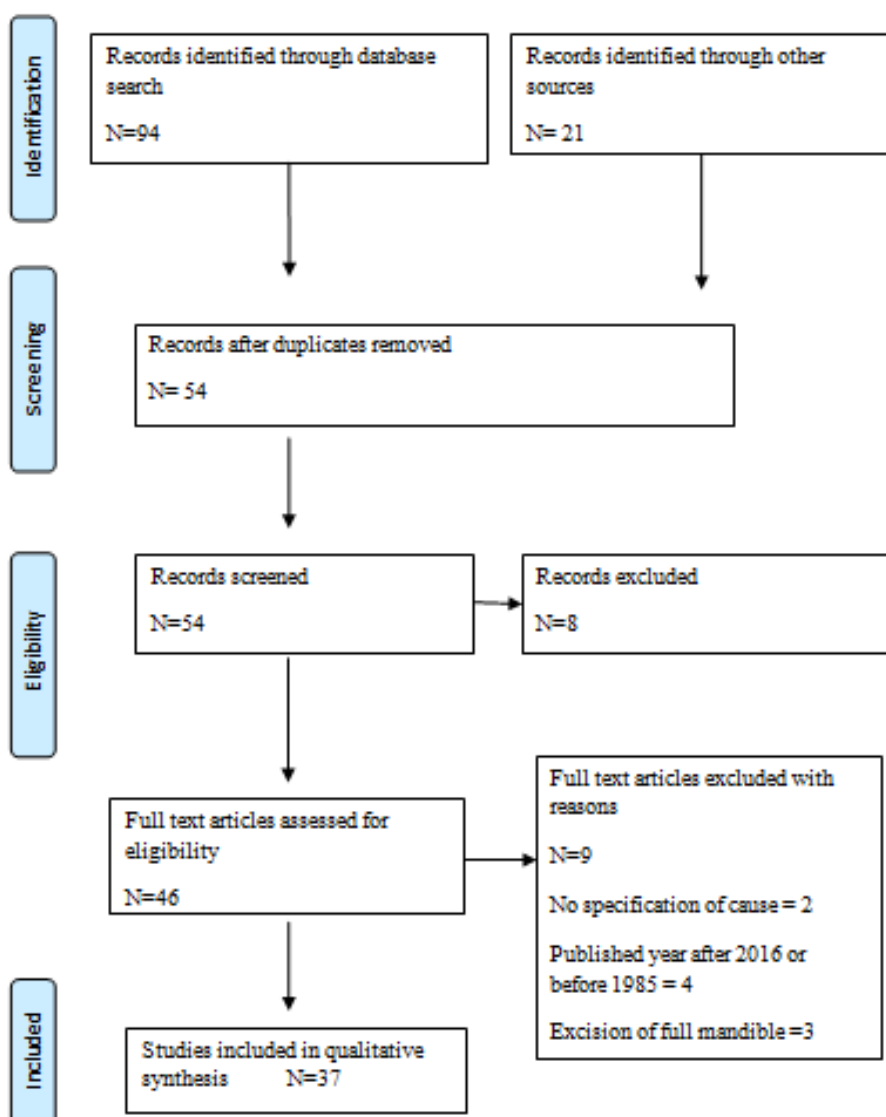 Identification
Records identified through database
search
N=94
Records identified through other
sources
N= 21
Screening
Records after duplicates removed
N= 54
Eligibility
Records screened
N=54
Records excluded
N=8
Full text articles assessed for
eligibility
N=46
Full text articles excluded with
reasons
N=9
No specification of cause = 2
Published year after 2016 or
before 1985 = 4
Excision of full mandible =3
Included
Studies included in qualitative
synthesis N=37